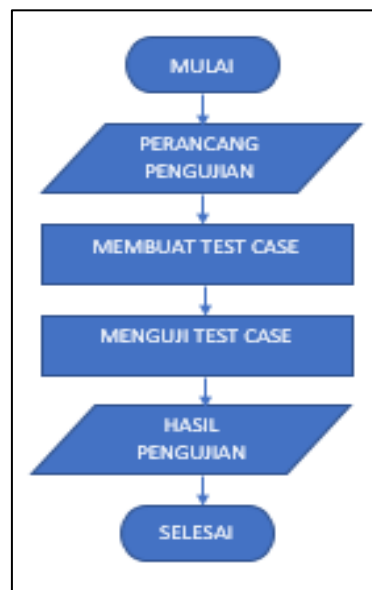 MULAI
PERANCANG
PENGUJIAN
MEMBUAT TEST CASE
MENGUJI TEST CASE
HASIL
PENGUJIAN
SELESAI